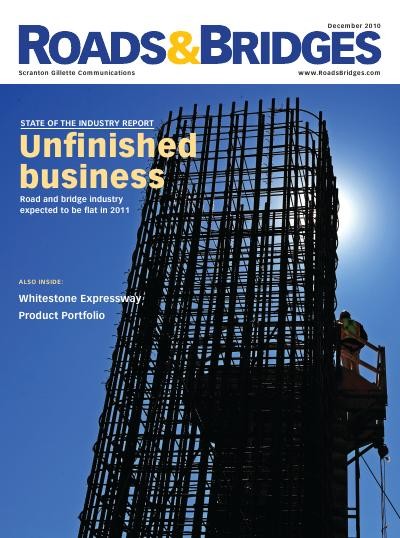 December 2010
ROADS&BRIDGES
Scranton Gillette Communications
www.RoadsBridges.com
STATE OF THE INDUSTRY REPORT
Unfinished
business
Road and bridge industry
expected to be flat in 2011
ALSO INSIDE:
Whitestone Expressway
Product Portfolio